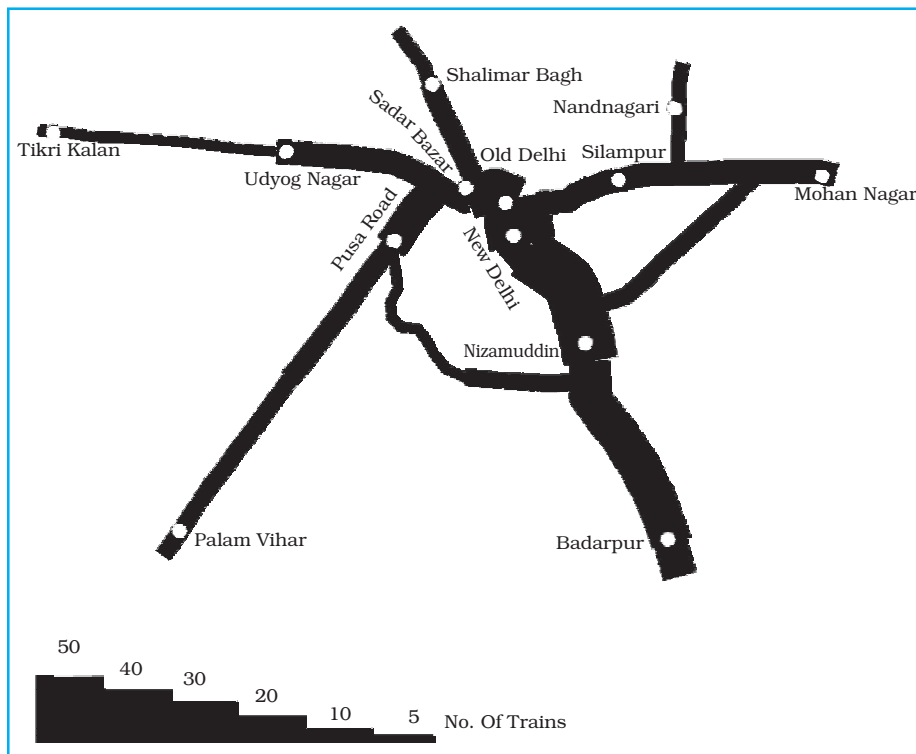 Shalimar Bagh
Nandnagari
Sadar Bazar
Tikri Kalan
Old Delhi
Silampur
Udyog Nagar
Mohan Nagar
Pusa Road
New Delhi
Nizamuddin
Palam Vihar
Badarpur
50
40
30
20
10
5
No. Of Trains